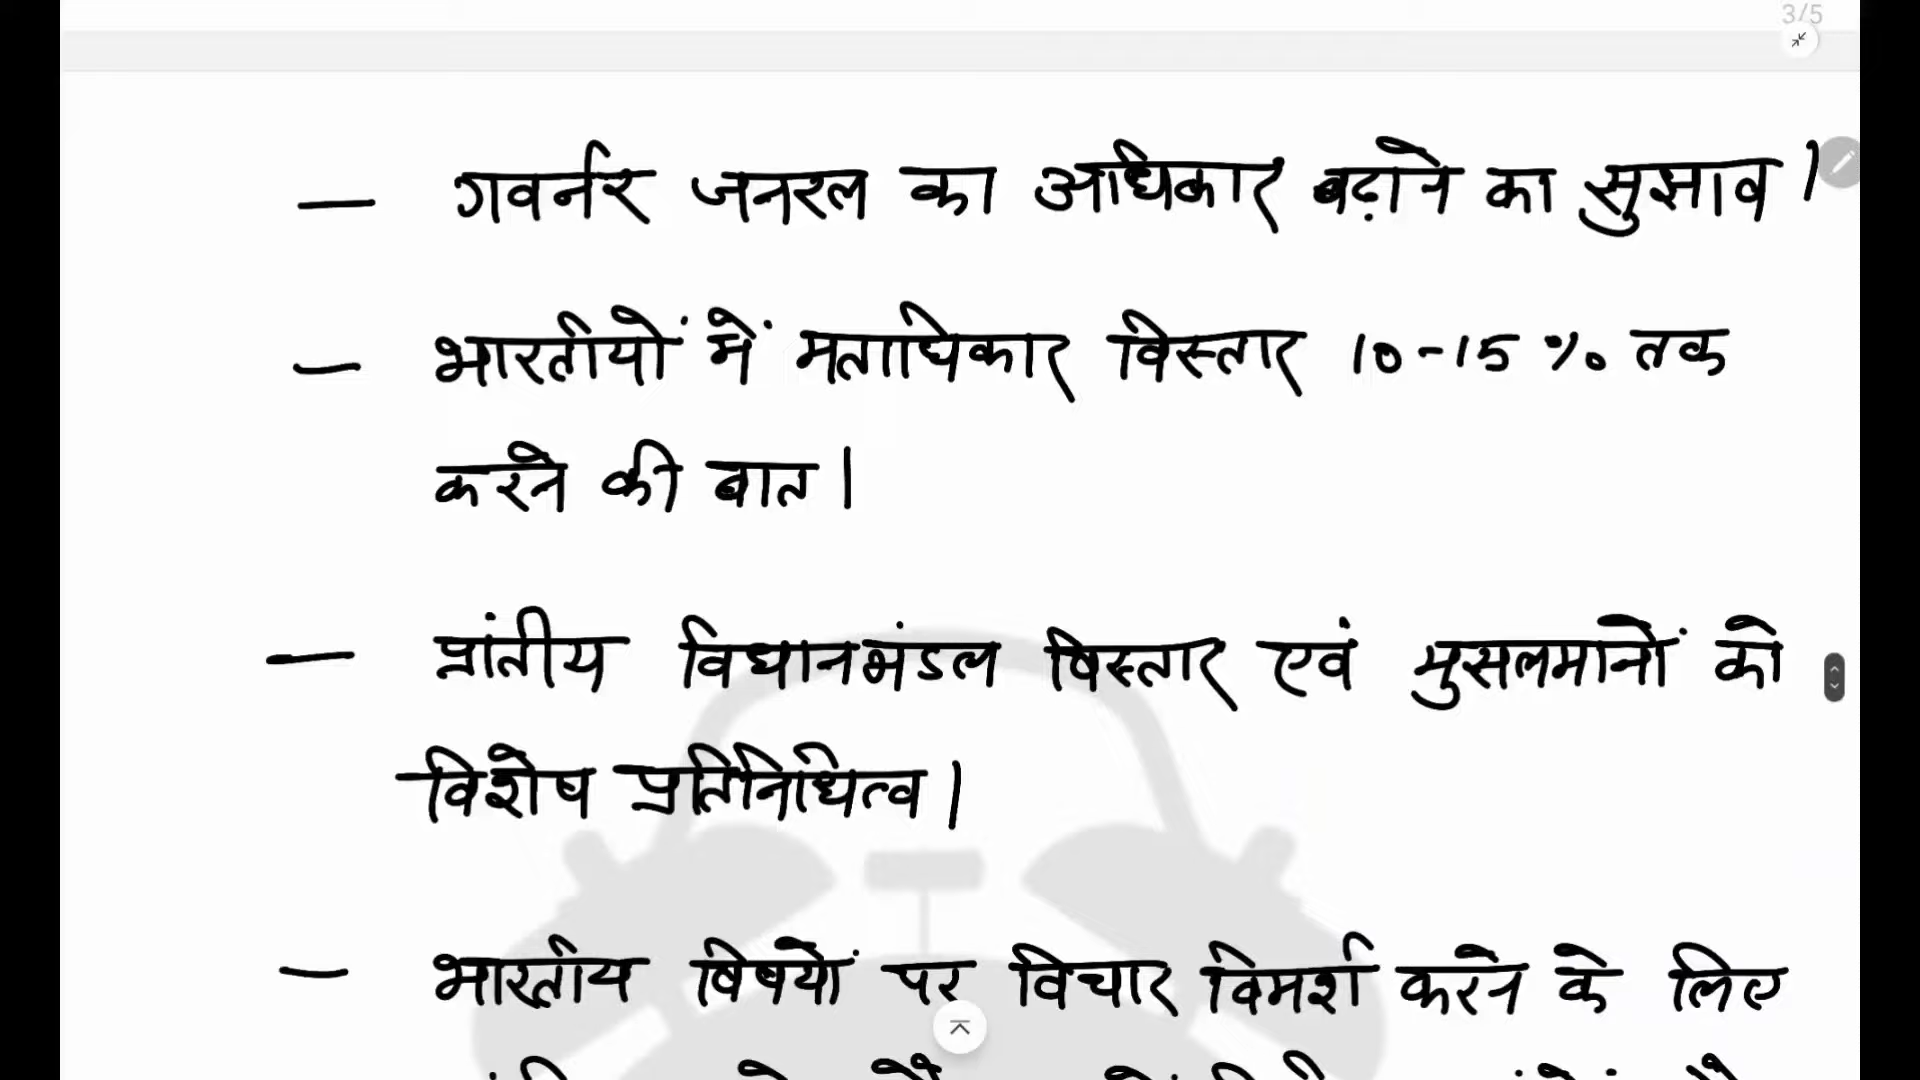 3/5
— गवर्नर जनरल का अधिकार बढ़ाने का सुझाव।
— भारतीयों में मताधिकार विस्तार 10-15% तक
करने की बात।
— प्रांतीय विधानमंडल विस्तार एवं मुसलमानों को
विशेष प्रतिनिधित्व।
— भारतीय विषयों पर विचार विमर्श करने के लिए